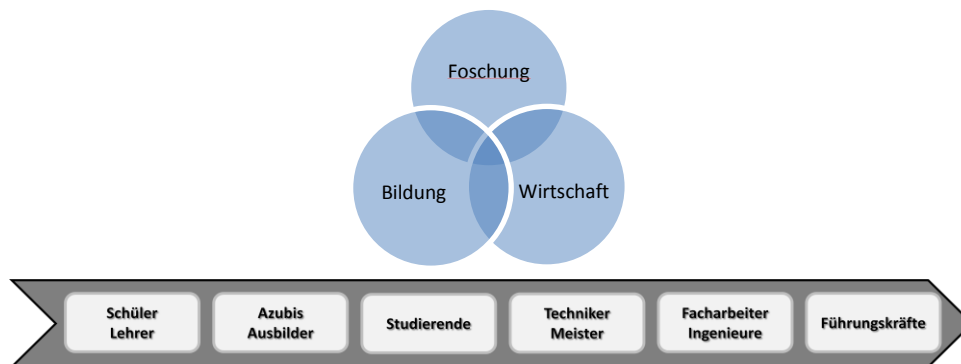 Foschung
Bildung
Wirtschaft
Schüler
Lehrer
Azubis
Ausbilder
Studierende
Techniker
Meister
Facharbeiter
Ingenieure
Führungskräfte